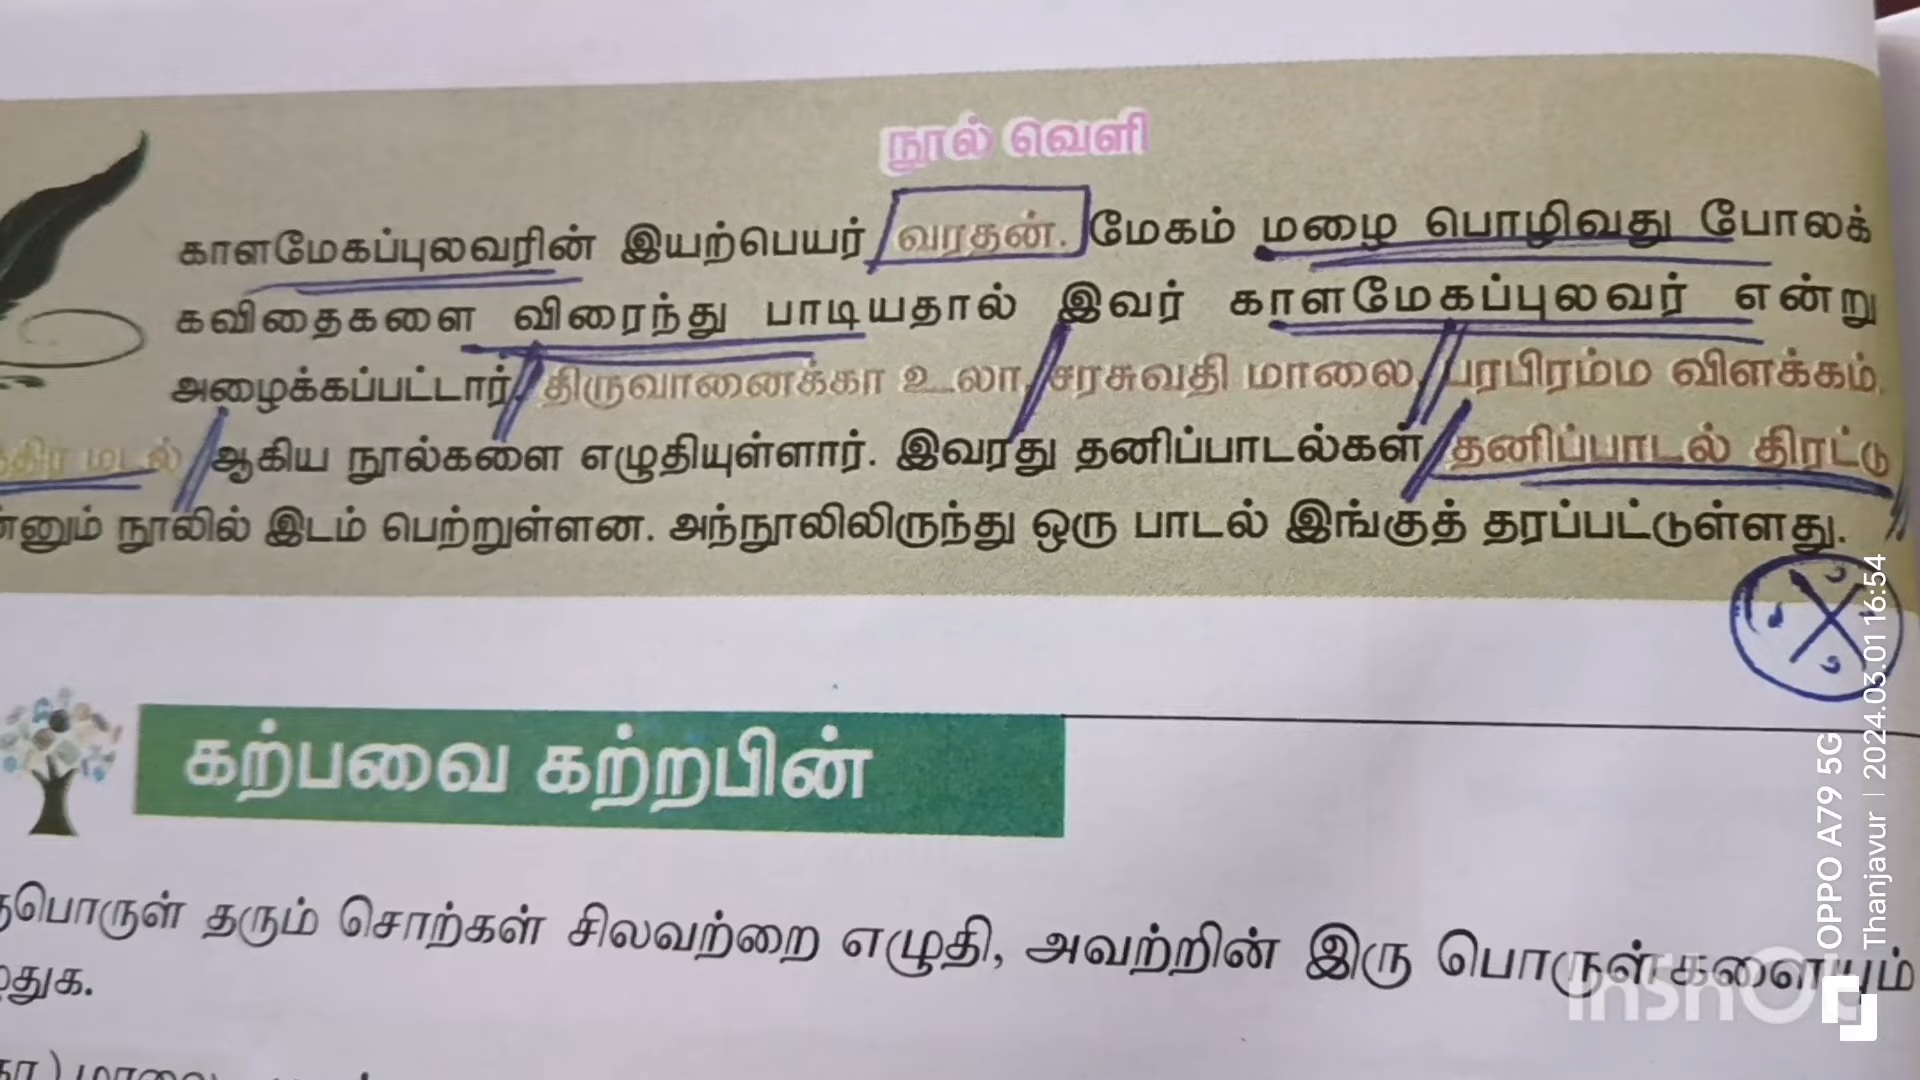 நூல் வெளி
காளமேகப்புலவரின் இயற்பெயர் வரதன். மேகம் மழை பொழிவது போலக்
கவிதைகளை விரைந்து பாடியதால் இவர் காளமேகப்புலவர் என்று
அழைக்கப்பட்டார். திருவானைக்கா உலா, சரசுவதி மாலை, பரபிரம்ம விளக்கம்,
மடல் ஆகிய நூல்களை எழுதியுள்ளார். இவரது தனிப்பாடல்கள் தனிப்பாடல் திரட்டு
நூலில் இடம் பெற்றுள்ளன. அந்நூலிலிருந்து ஒரு பாடல் இங்குத் தரப்பட்டுள்ளது.
கற்பவை கற்றபின்
தரும் சொற்கள் சிலவற்றை எழுதி, அவற்றின் இரு பொருள்களையும்
OPPO A79 5G
Thanjavur | 2024.03.01 16:54
InShO